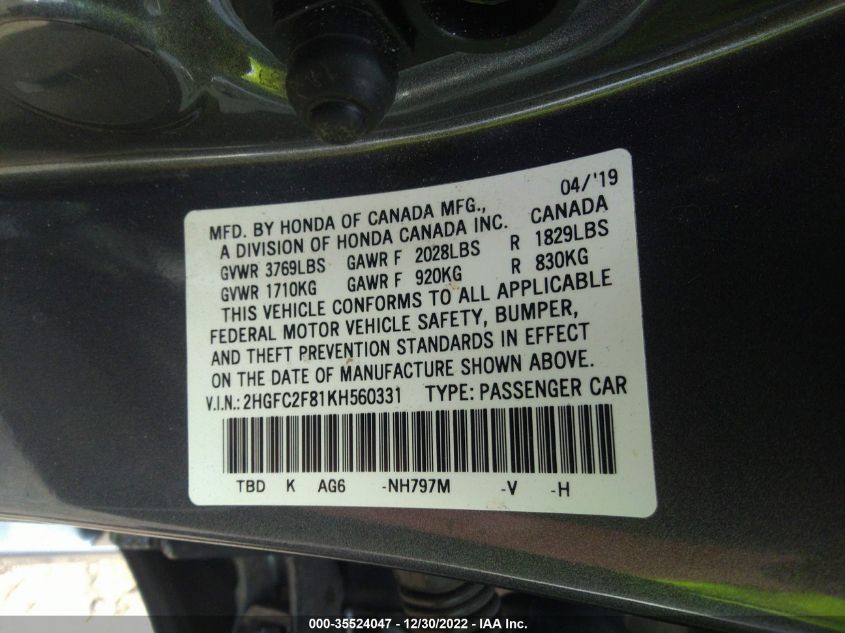 04/'19
MFD. BY HONDA OF CANADA MFG.,
A DIVISION OF HONDA CANADA INC. CANADA
GVWR 3769LBS GAWR F 2028LBS R 1829LBS
GVWR 1710KG GAWR F 920KG R 830KG
THIS VEHICLE CONFORMS TO ALL APPLICABLE
FEDERAL MOTOR VEHICLE SAFETY, BUMPER,
AND THEFT PREVENTION STANDARDS IN EFFECT
ON THE DATE OF MANUFACTURE SHOWN ABOVE.
V.I.N.: 2HGFC2F81KH560331 TYPE: PASSENGER CAR
TBD K AG6 -NH797M -V -H
000-35524047 - 12/30/2022 - IAA Inc.